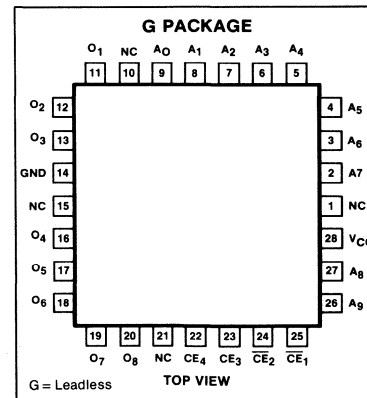 G PACKAGE
O1 NC A0 A1 A2 A3 A4
11 10 9 8 7 6 5
O2 12 4 A5
O3 13 3 A6
GND 14 2 A7
NC 15 1 NC
O4 16 28 VCC
O5 17 27 A8
O6 18 26 A9
19 20 21 22 23 24 25
O7 O8 NC CE4 CE3 C̅E̅2 C̅E̅1
G = Leadless TOP VIEW